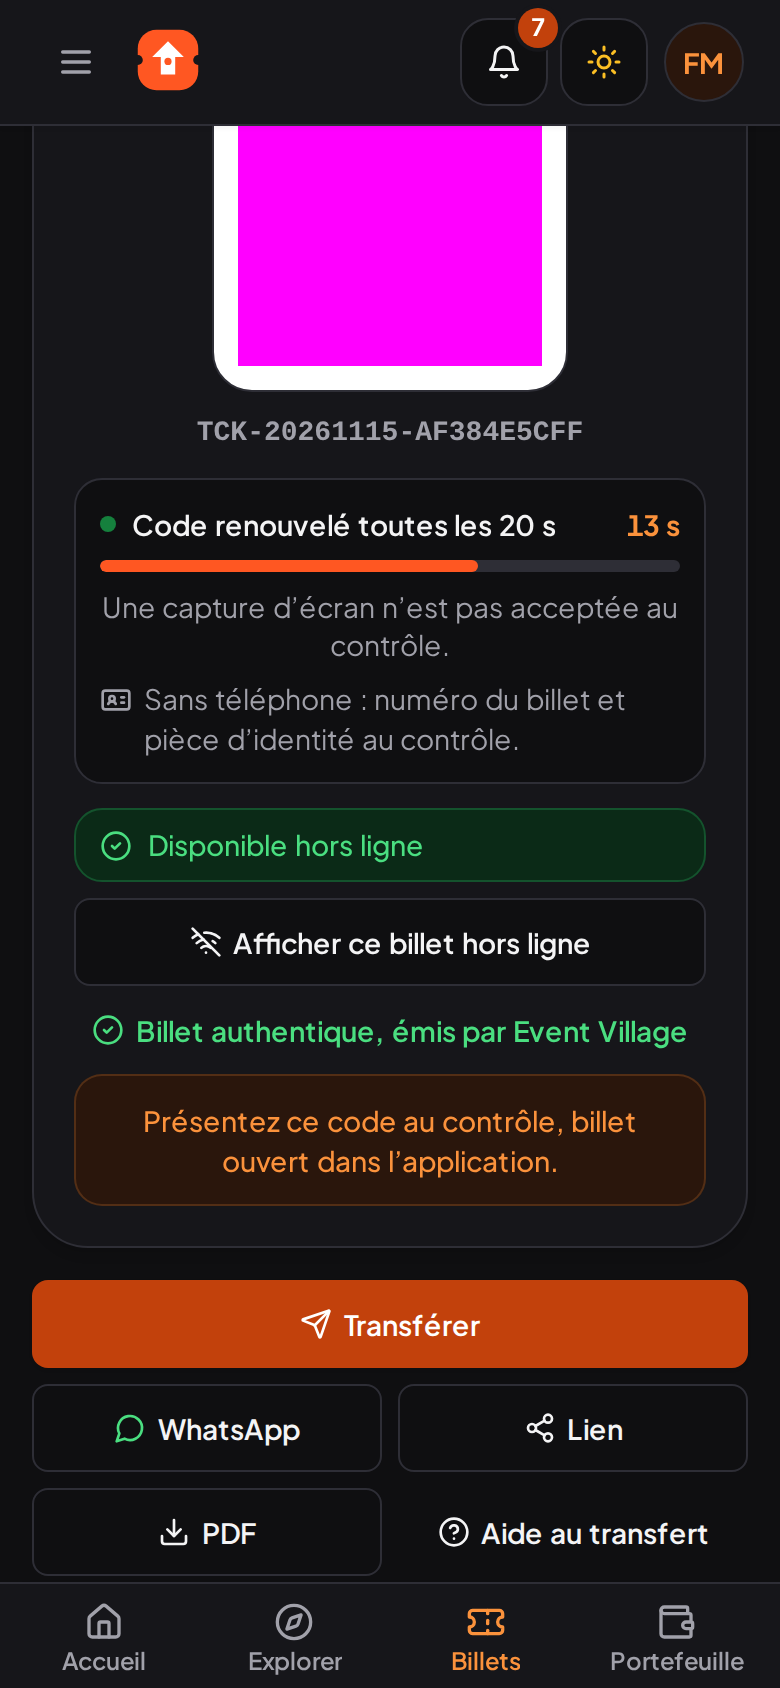 7
FM
TCK-20261115-AF384E5CFF
Code renouvelé toutes les 20 s
13 s
Une capture d’écran n’est pas acceptée au
contrôle.
Sans téléphone : numéro du billet et
pièce d’identité au contrôle.
Disponible hors ligne
Afficher ce billet hors ligne
Billet authentique, émis par Event Village
Présentez ce code au contrôle, billet
ouvert dans l’application.
Transférer
WhatsApp
Lien
PDF
Aide au transfert
Accueil
Explorer
Billets
Portefeuille